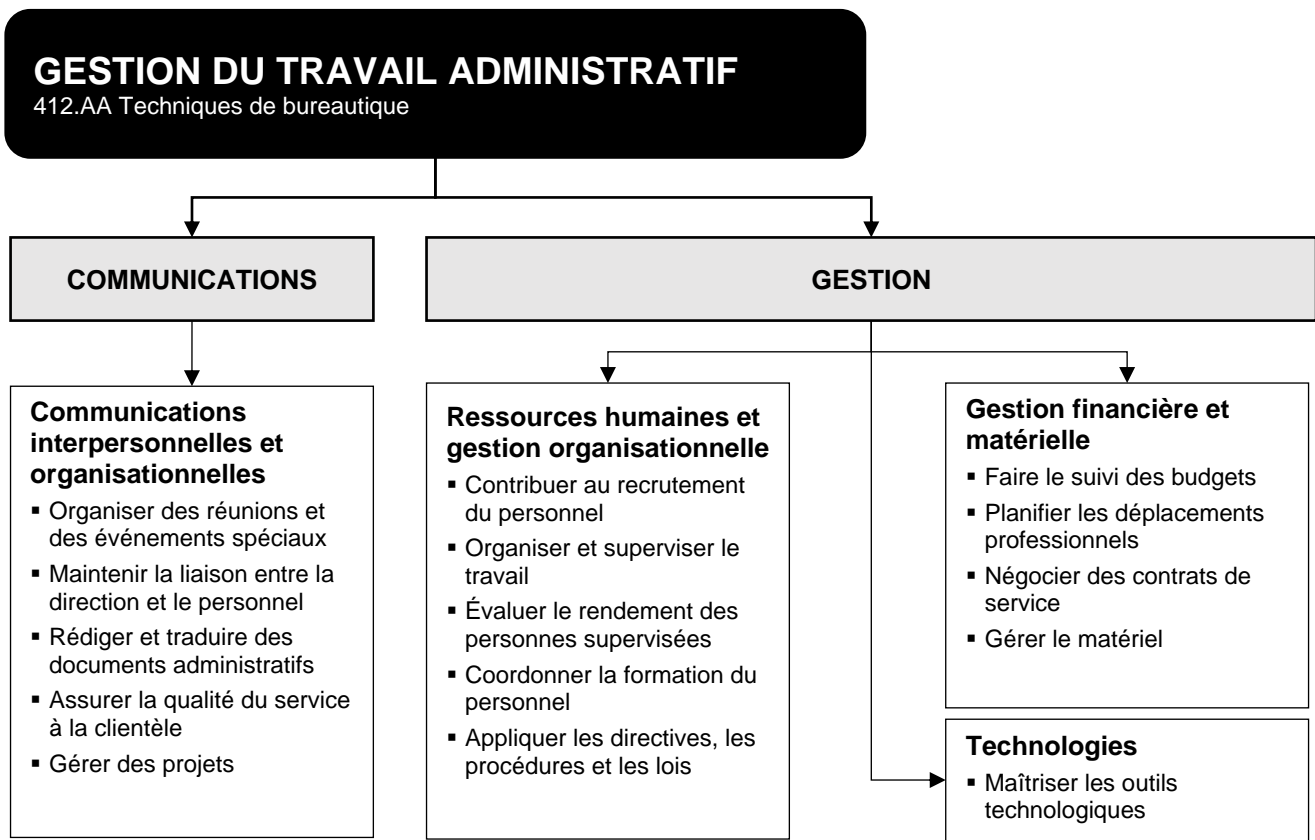 GESTION DU TRAVAIL ADMINISTRATIF
412.AA Techniques de bureautique
COMMUNICATIONS
GESTION
Communications
interpersonnelles et
organisationnelles
▪ Organiser des réunions et
des événements spéciaux
▪ Maintenir la liaison entre la
direction et le personnel
▪ Rédiger et traduire des
documents administratifs
▪ Assurer la qualité du service
à la clientèle
▪ Gérer des projets
Ressources humaines et
gestion organisationnelle
▪ Contribuer au recrutement
du personnel
▪ Organiser et superviser le
travail
▪ Évaluer le rendement des
personnes supervisées
▪ Coordonner la formation du
personnel
▪ Appliquer les directives, les
procédures et les lois
Gestion financière et
matérielle
▪ Faire le suivi des budgets
▪ Planifier les déplacements
professionnels
▪ Négocier des contrats de
service
▪ Gérer le matériel
Technologies
▪ Maîtriser les outils
technologiques